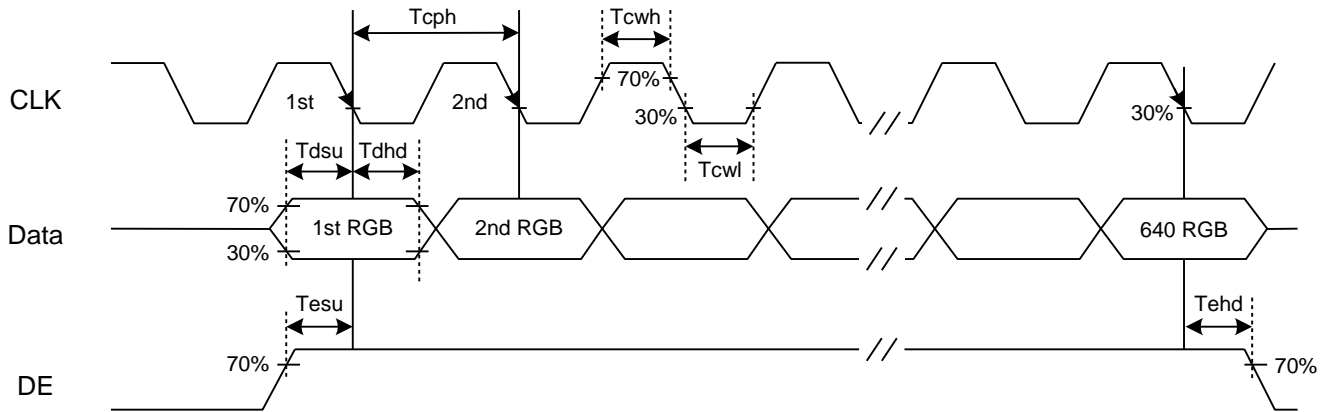 Tcph
Tcwh
CLK
1st
2nd
70%
30%
30%
Tcwl
Tdsu
Tdhd
70%
Data
1st RGB
2nd RGB
640 RGB
30%
Tesu
Tehd
70%
70%
DE